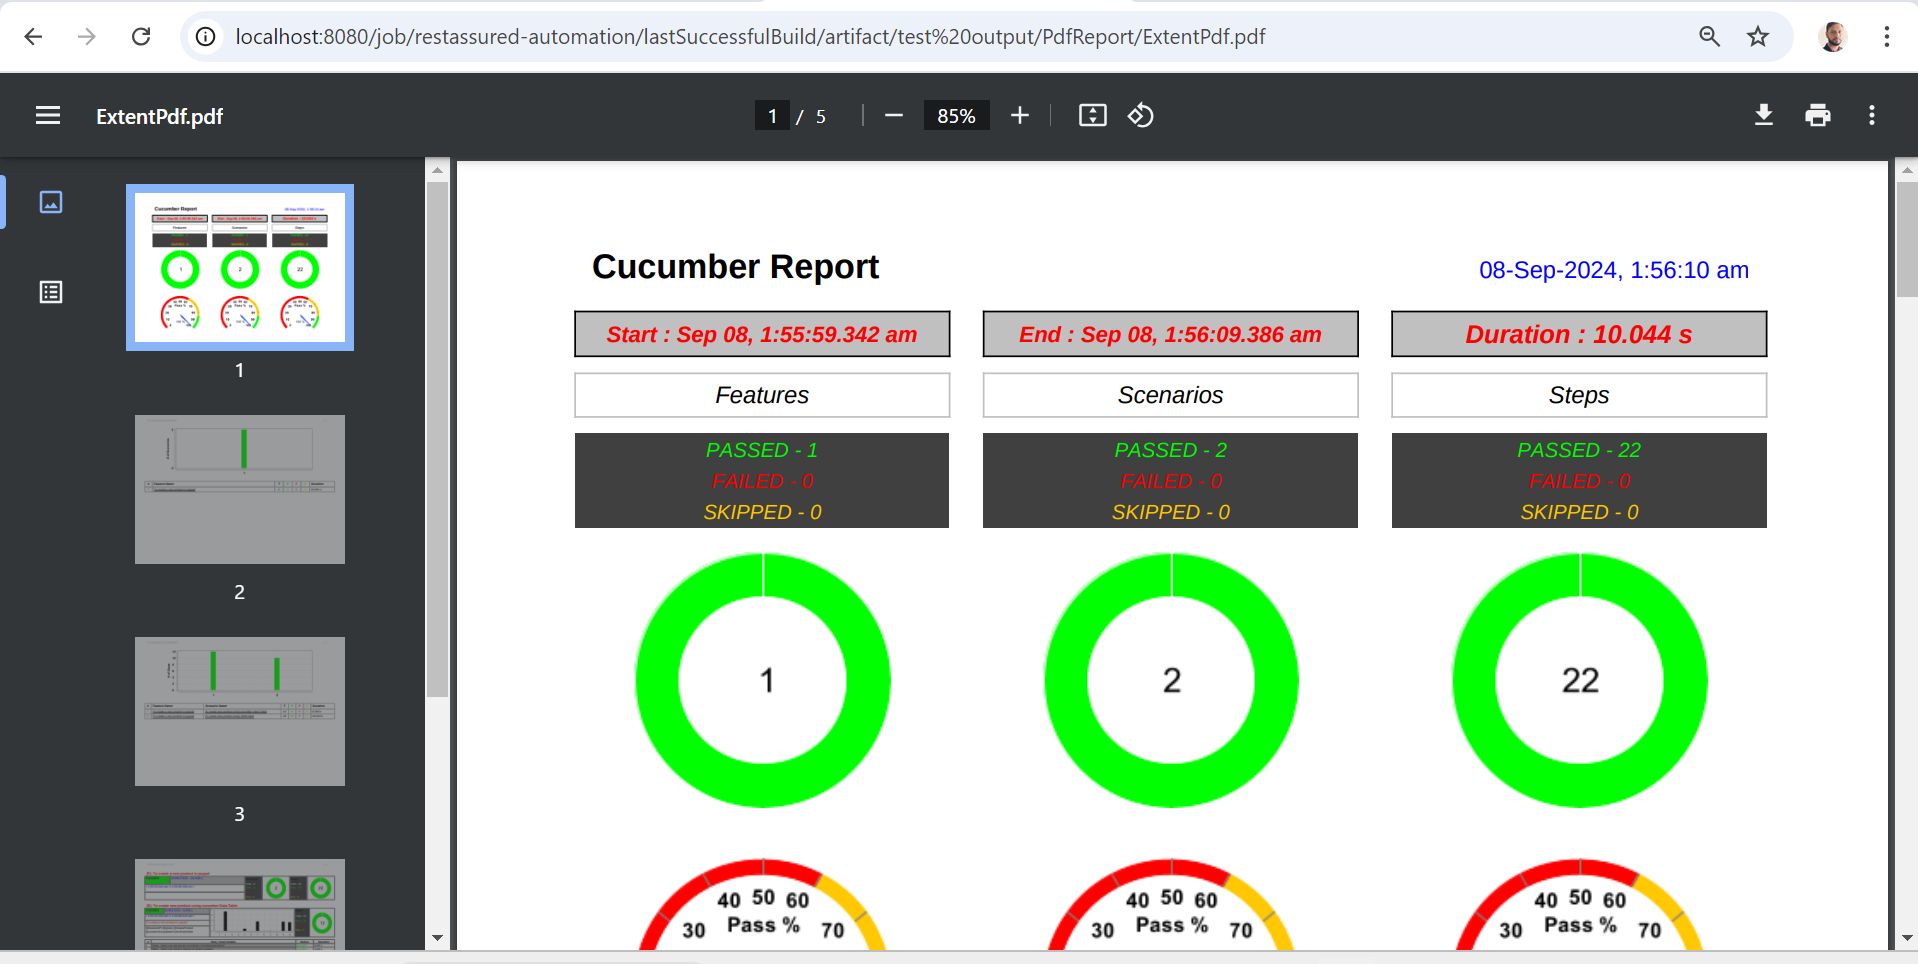 localhost:8080/job/restassured-automation/lastSuccessfulBuild/artifact/test%20output/PdfReport/ExtentPdf.pdf
ExtentPdf.pdf
1 / 5
85%
Cucumber Report
08-Sep-2024, 1:56:10 am
Start : Sep 08, 1:55:59.342 am
End : Sep 08, 1:56:09.386 am
Duration : 10.044 s
Features
Scenarios
Steps
PASSED - 1
FAILED - 0
SKIPPED - 0
PASSED - 2
FAILED - 0
SKIPPED - 0
PASSED - 22
FAILED - 0
SKIPPED - 0
1
2
22
30 40 50 60 70
Pass %
30 40 50 60 70
Pass %
30 40 50 60 70
Pass %
Cucumber Report
1
2
3